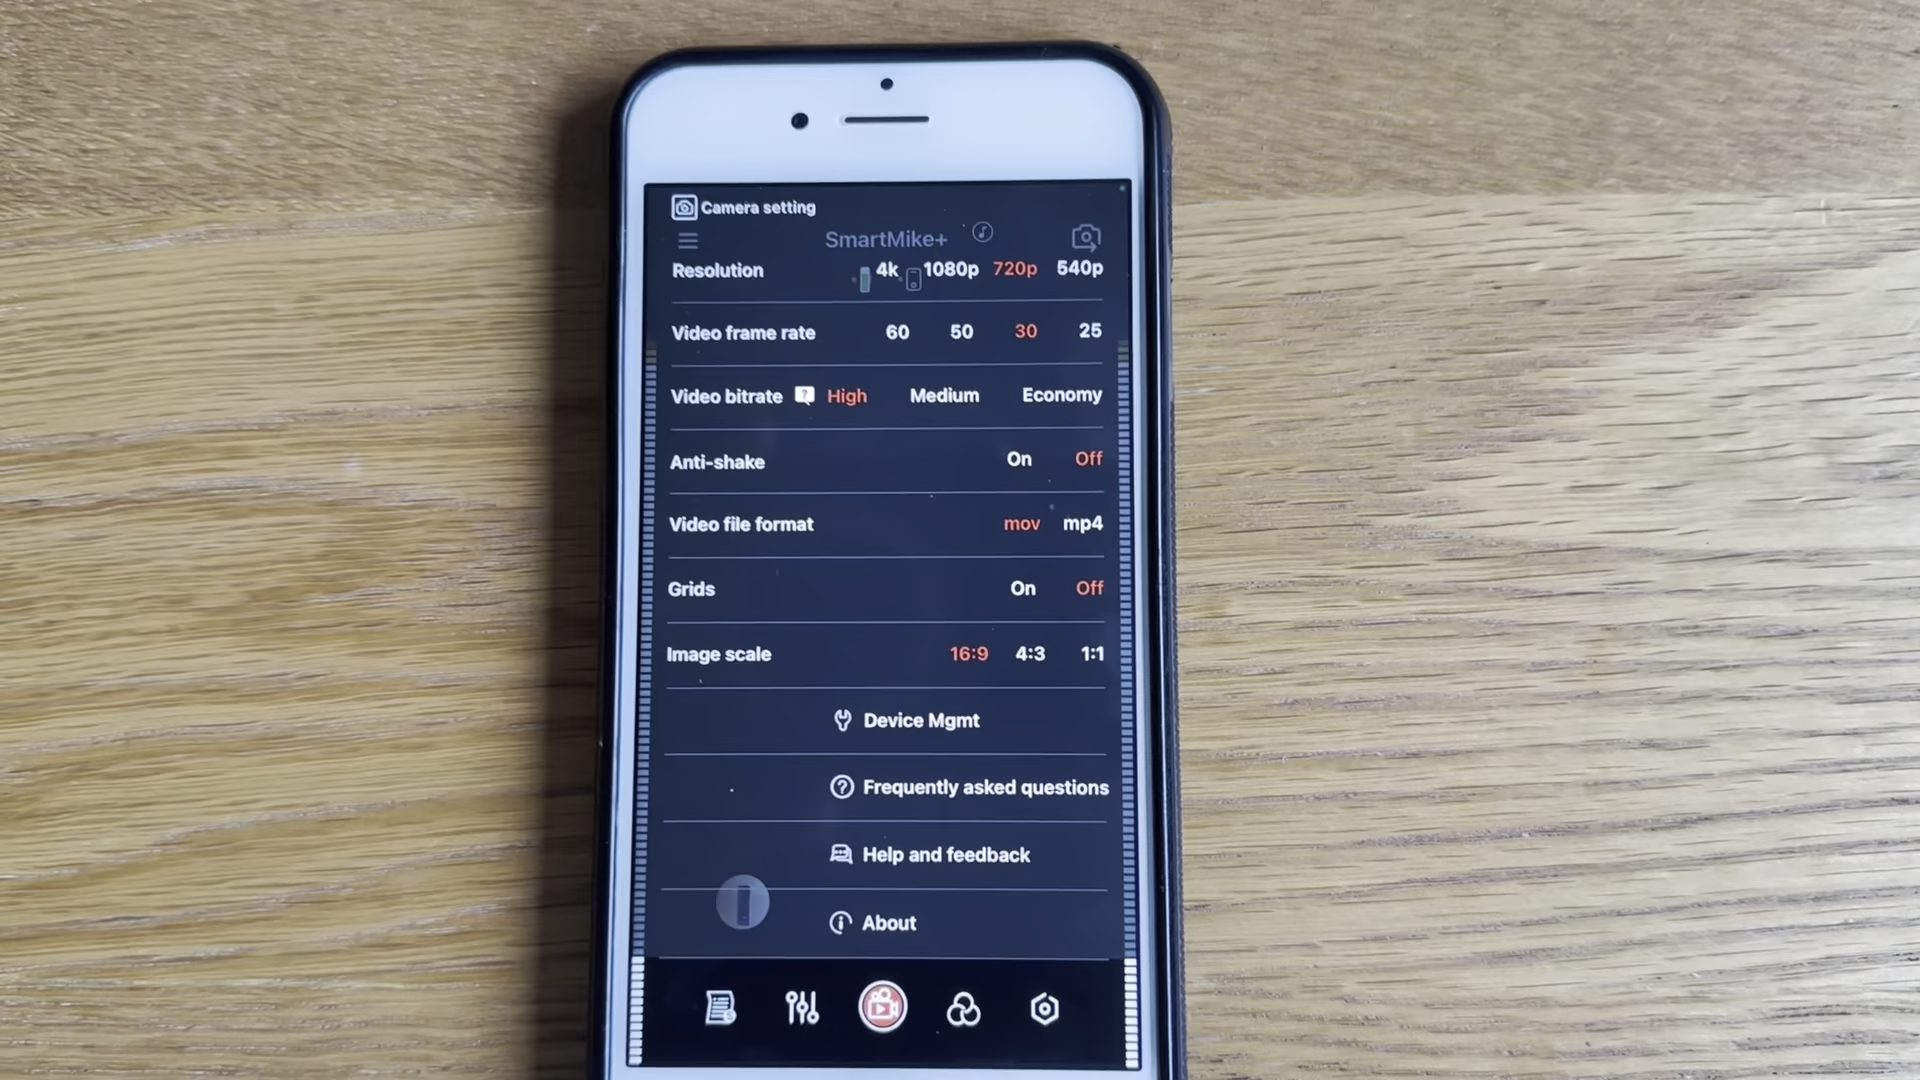 Camera setting
SmartMike+
Resolution 4k 1080p 720p 540p
Video frame rate 60 50 30 25
Video bitrate ? High Medium Economy
Anti-shake On Off
Video file format mov mp4
Grids On Off
Image scale 16:9 4:3 1:1
Device Mgmt
? Frequently asked questions
Help and feedback
About